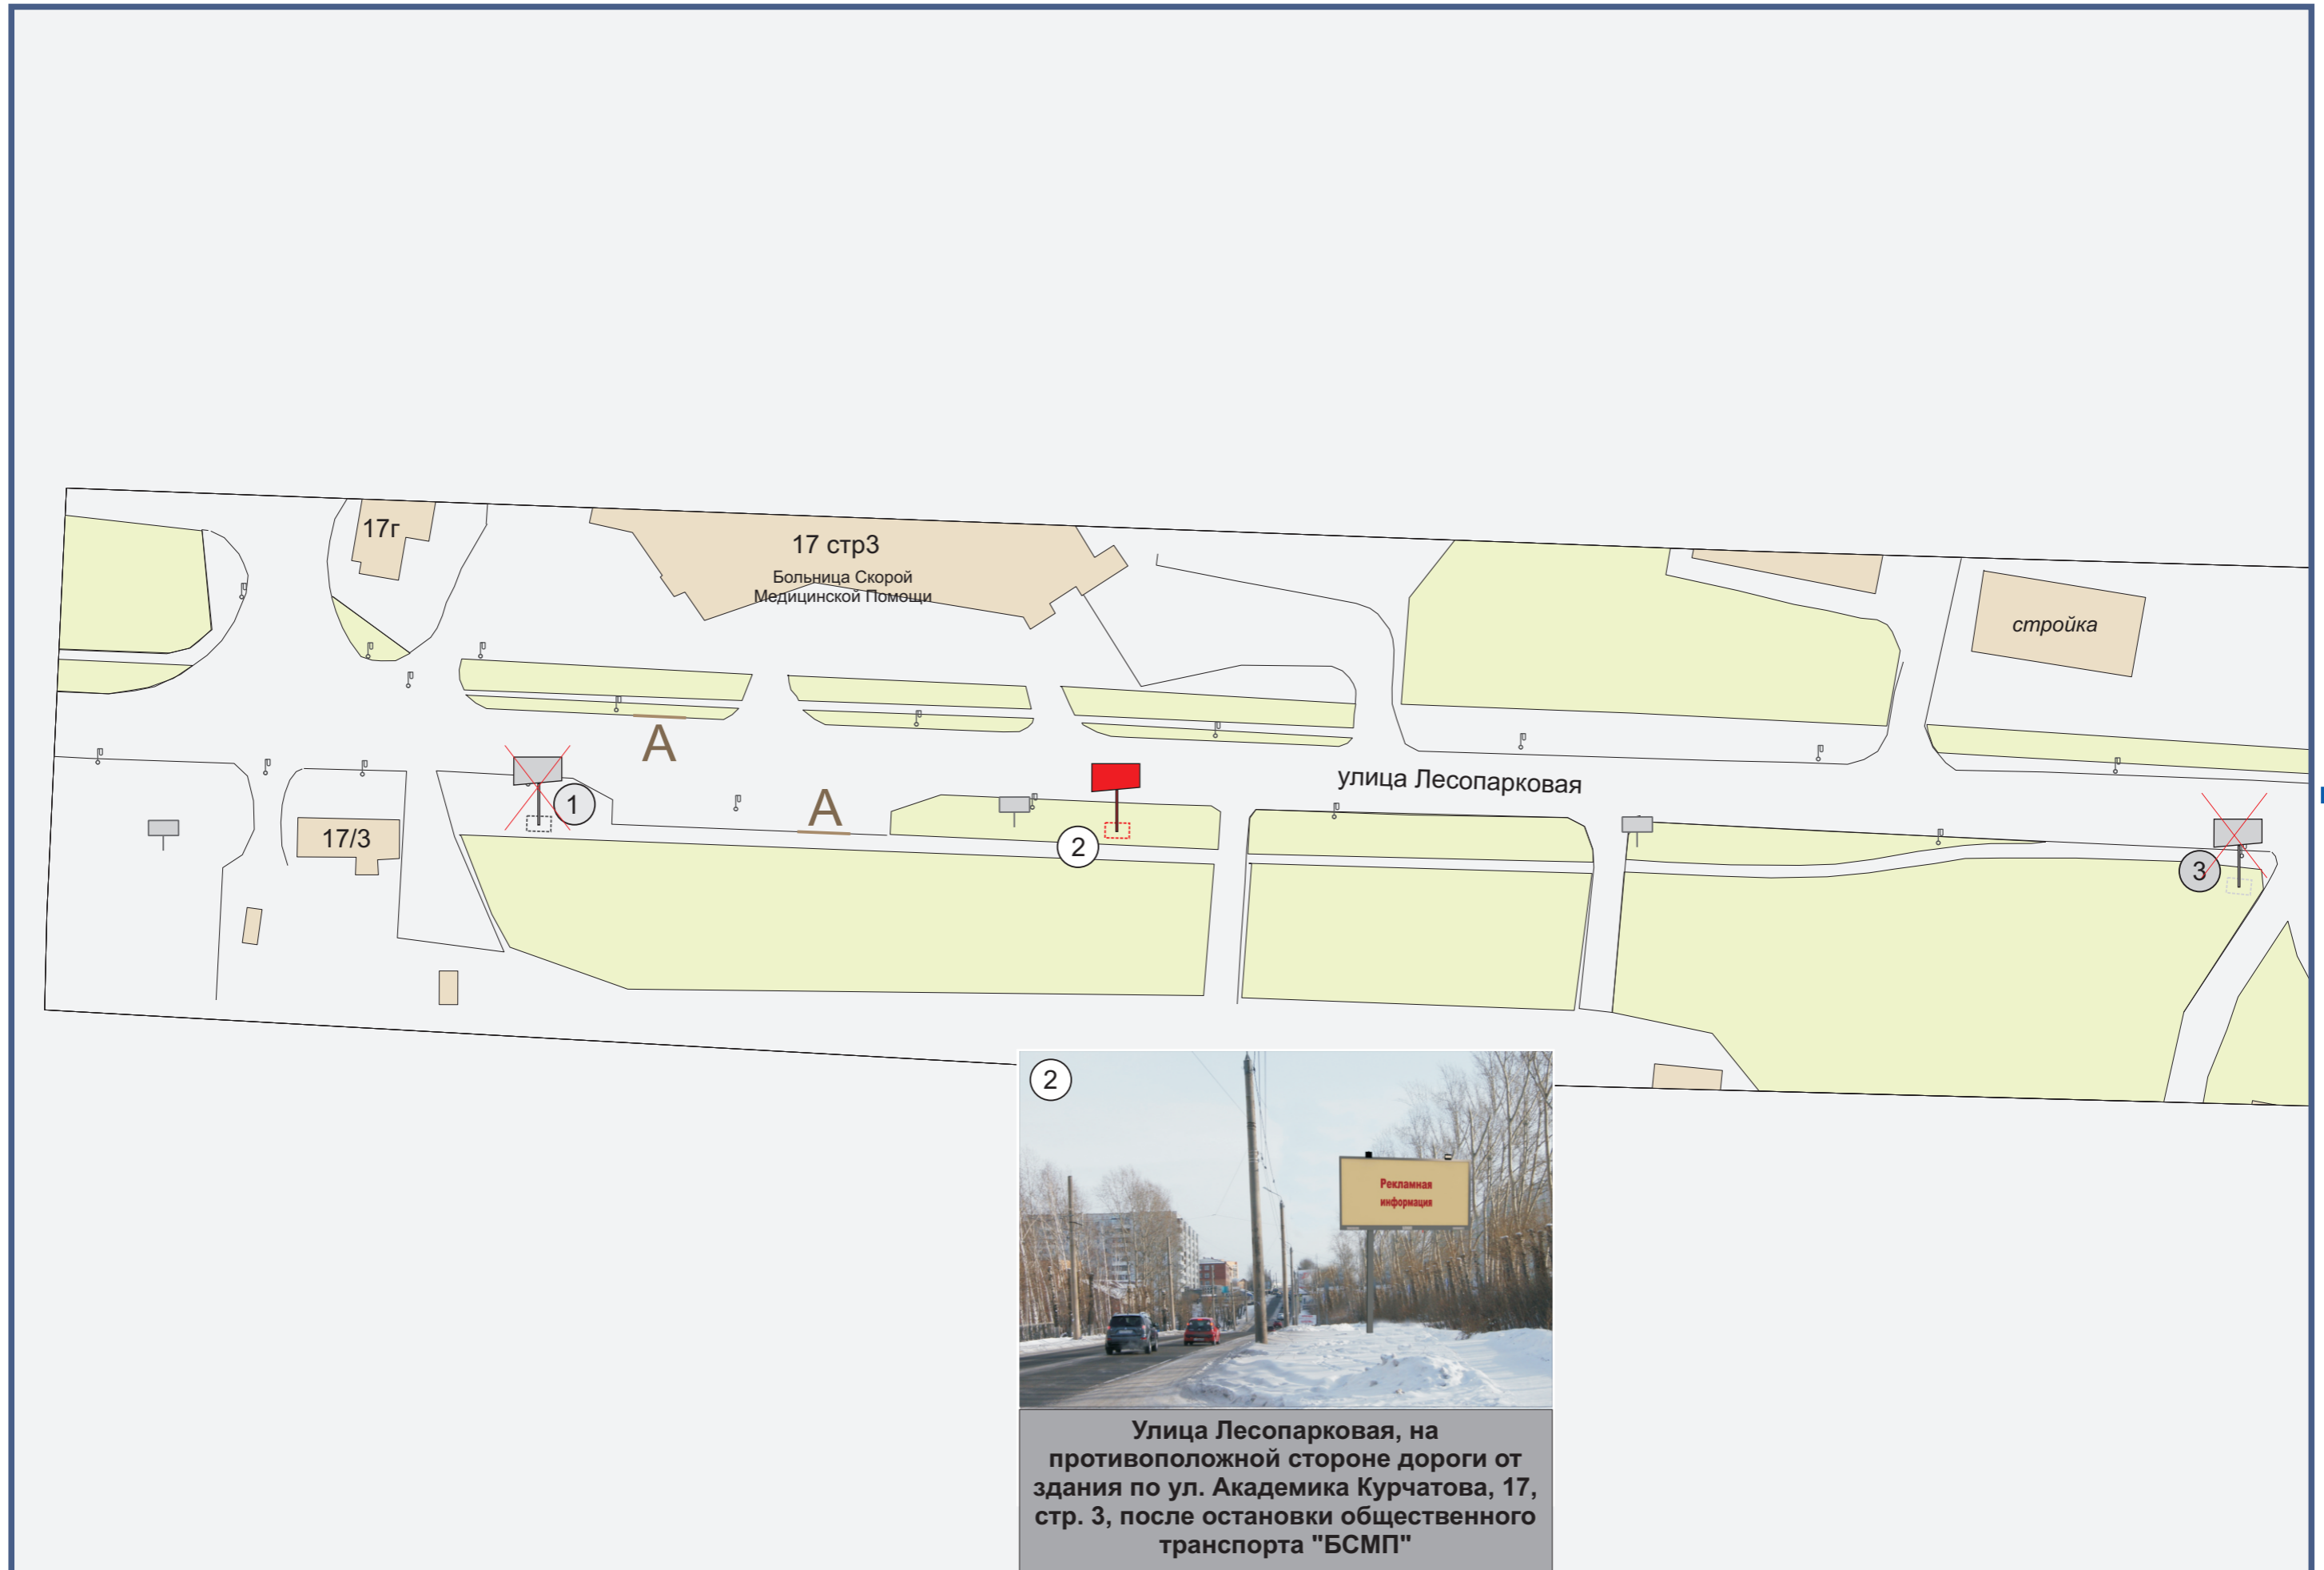 17г
17 стр3
Больница Скорой
Медицинской Помощи
стройка
А
улица Лесопарковая
1
А
17/3
2
3
2
Рекламная
информация
Улица Лесопарковая, на
противоположной стороне дороги от
здания по ул. Академика Курчатова, 17,
стр. 3, после остановки общественного
транспорта "БСМП"